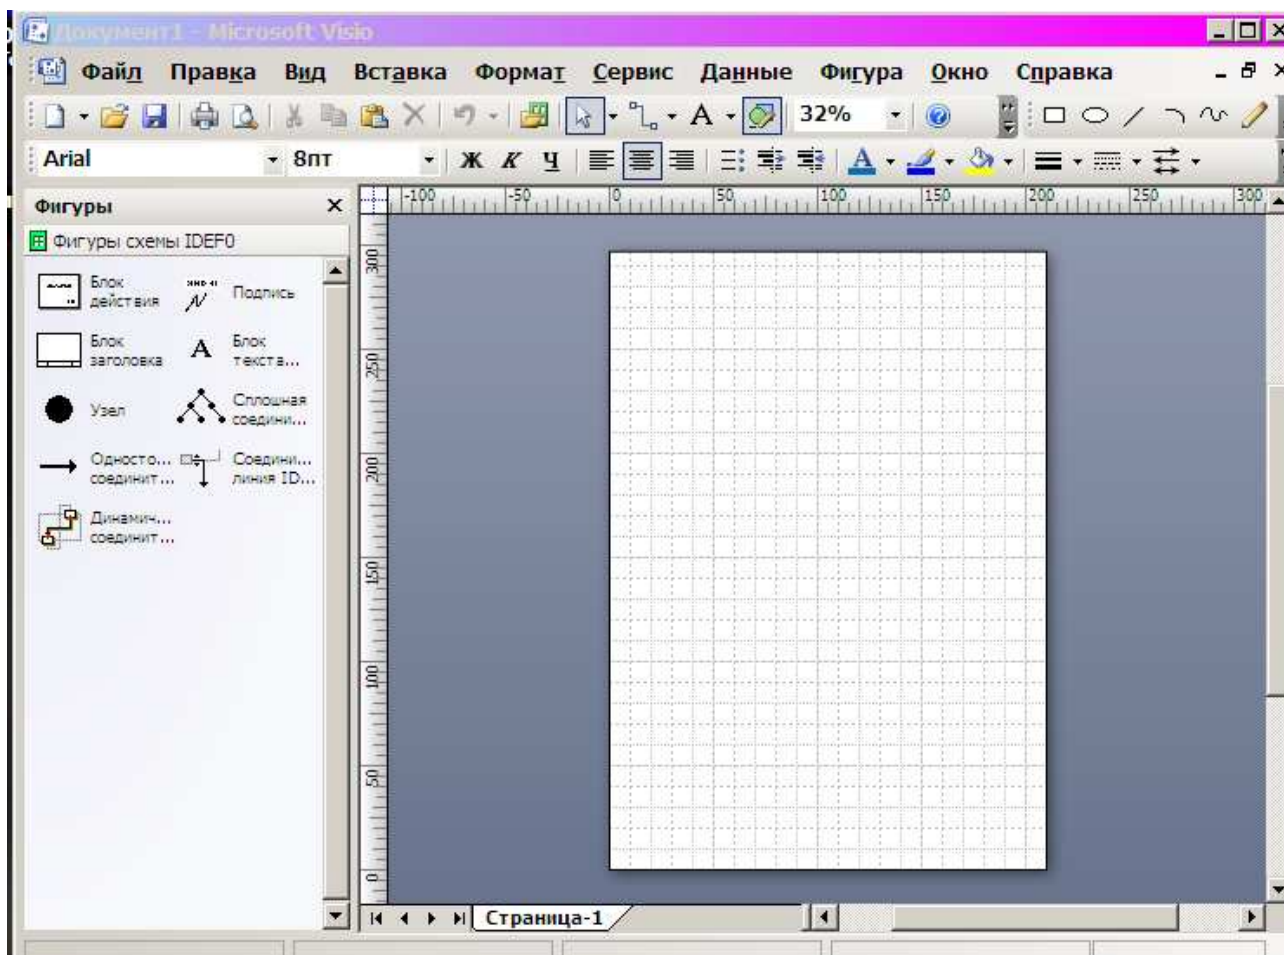 Документ1 - Microsoft Visio
Файл Правка Вид Вставка Формат Сервис Данные Фигура Окно Справка
A 32%
Arial 8пт Ж К Ч A
Фигуры
-100 -50 0 50 100 150 200 250 300
Фигуры схемы IDEF0
Блок действия
Подпись
Блок заголовка
A Блок текста...
Узел
Сплошная соедини...
Односто... соединит...
Соедини... линия ID...
Динамич... соединит...
300
250
200
150
100
50
0
Страница-1